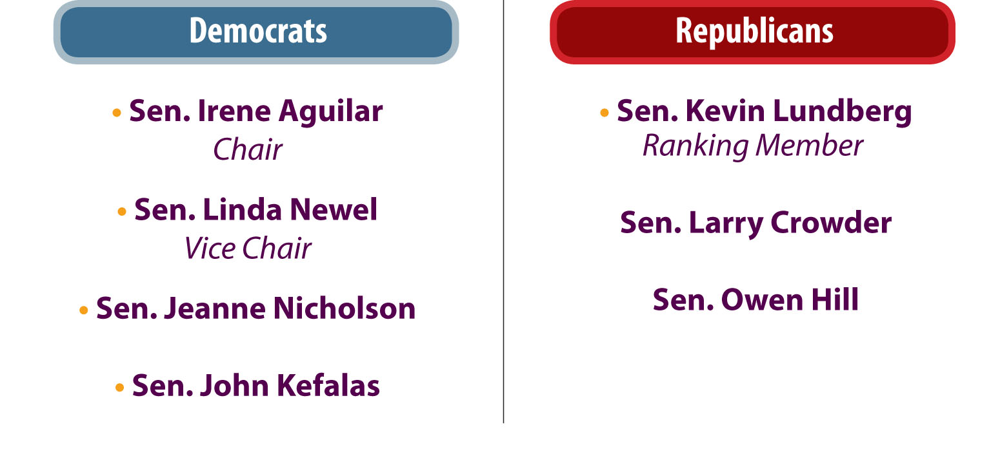 Democrats
• Sen. Irene Aguilar
Chair
• Sen. Linda Newel
Vice Chair
• Sen. Jeanne Nicholson
• Sen. John Kefalas
Republicans
• Sen. Kevin Lundberg
Ranking Member
Sen. Larry Crowder
Sen. Owen Hill